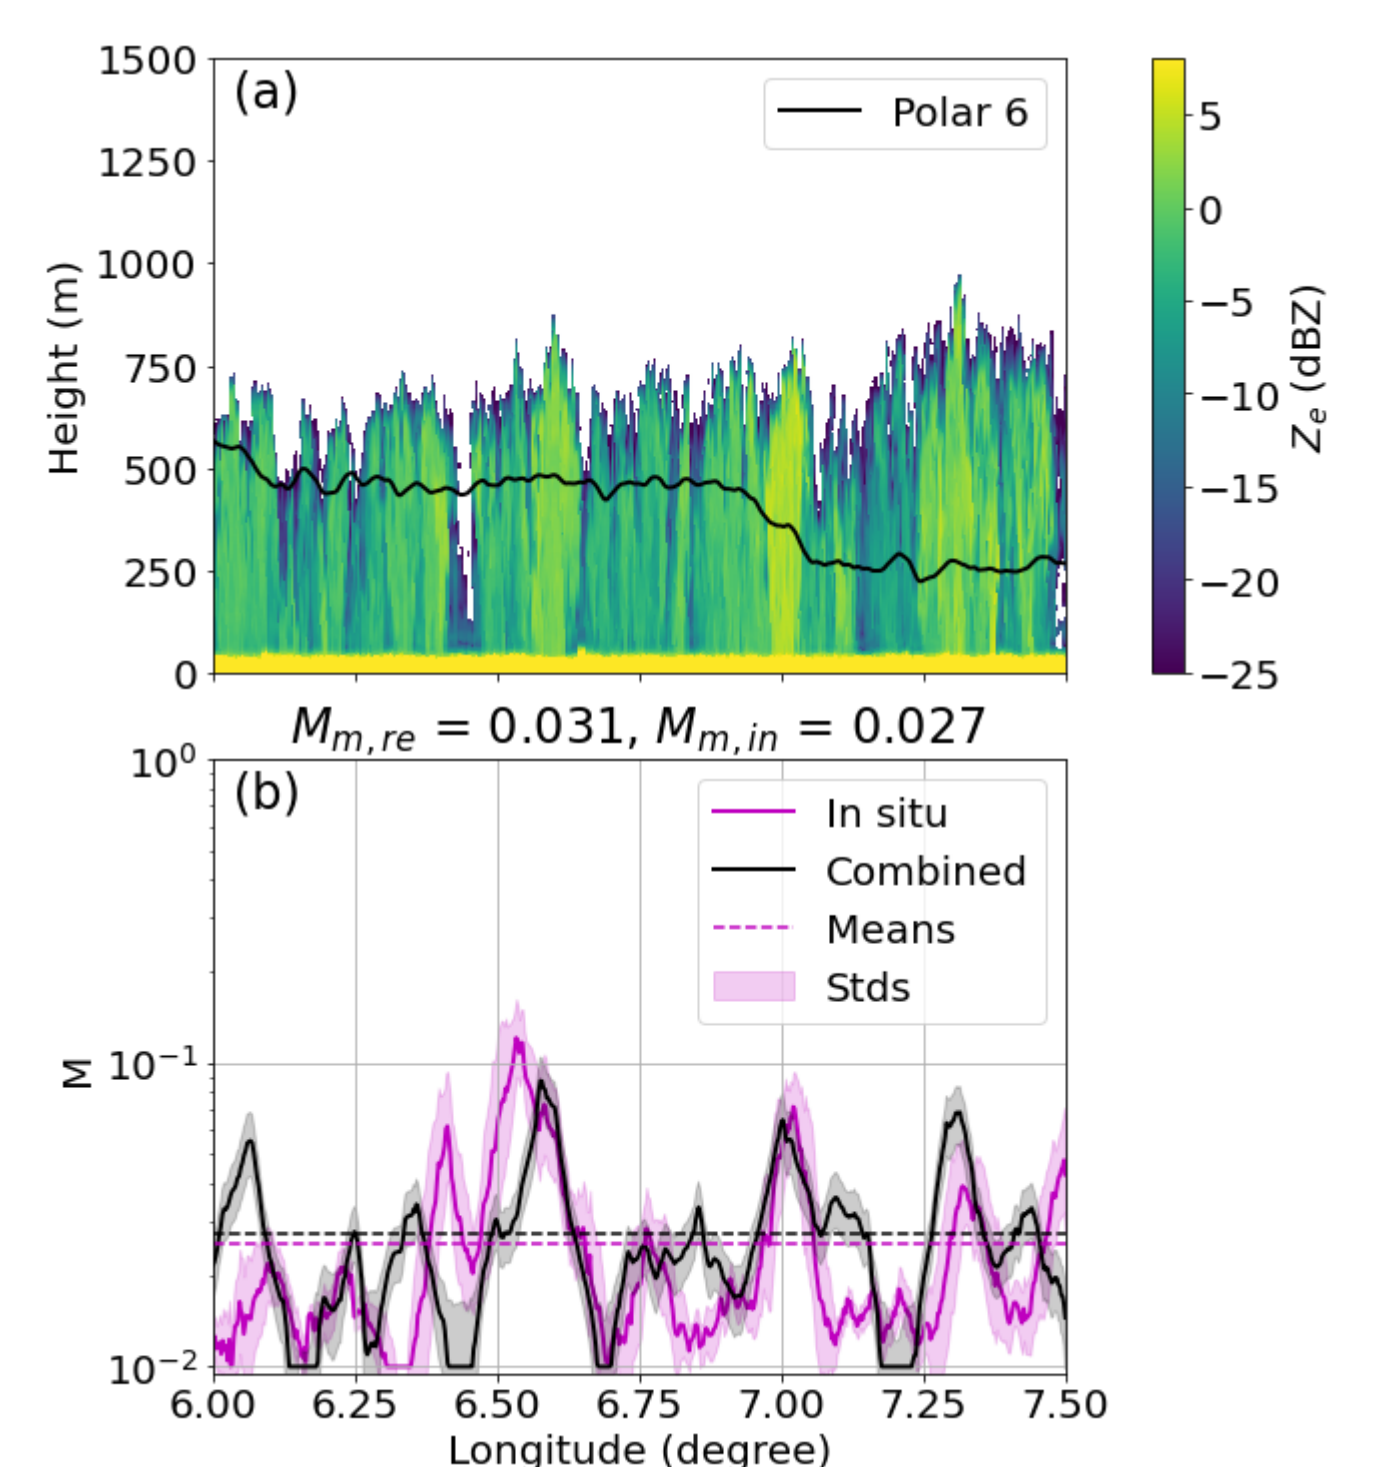 (a)
Polar 6
1500
1250
1000
750
500
250
0
Height (m)
5
0
−5
−10
−15
−20
−25
Z_e (dBZ)
M_{m,re} = 0.031, M_{m,in} = 0.027
(b)
In situ
Combined
Means
Stds
10^0
10^{−1}
10^{−2}
M
6.00 6.25 6.50 6.75 7.00 7.25 7.50
Longitude (degree)